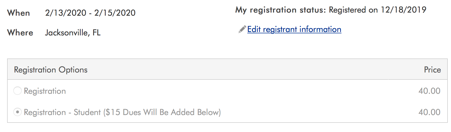 When 2/13/2020 - 2/15/2020 My registration status: Registered on 12/18/2019
Where Jacksonville, FL Edit registrant information
Registration Options Price
Registration 40.00
Registration - Student ($15 Dues Will Be Added Below) 40.00